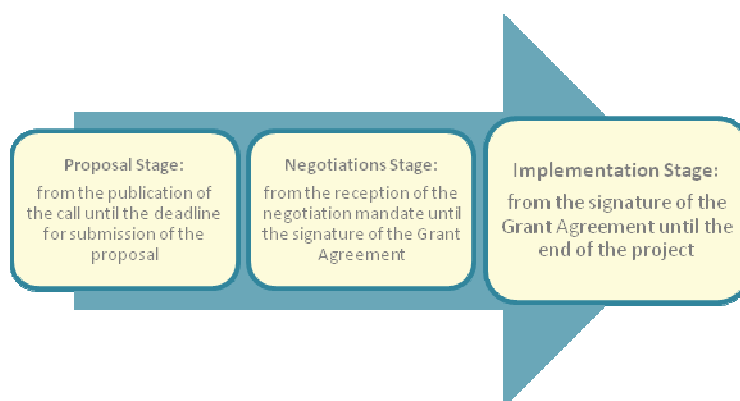 Proposal Stage:
from the publication of
the call until the deadline
for submission of the
proposal
Negotiations Stage:
from the reception of the
negotiation mandate until
the signature of the Grant
Agreement
Implementation Stage:
from the signature of the
Grant Agreement until the
end of the project